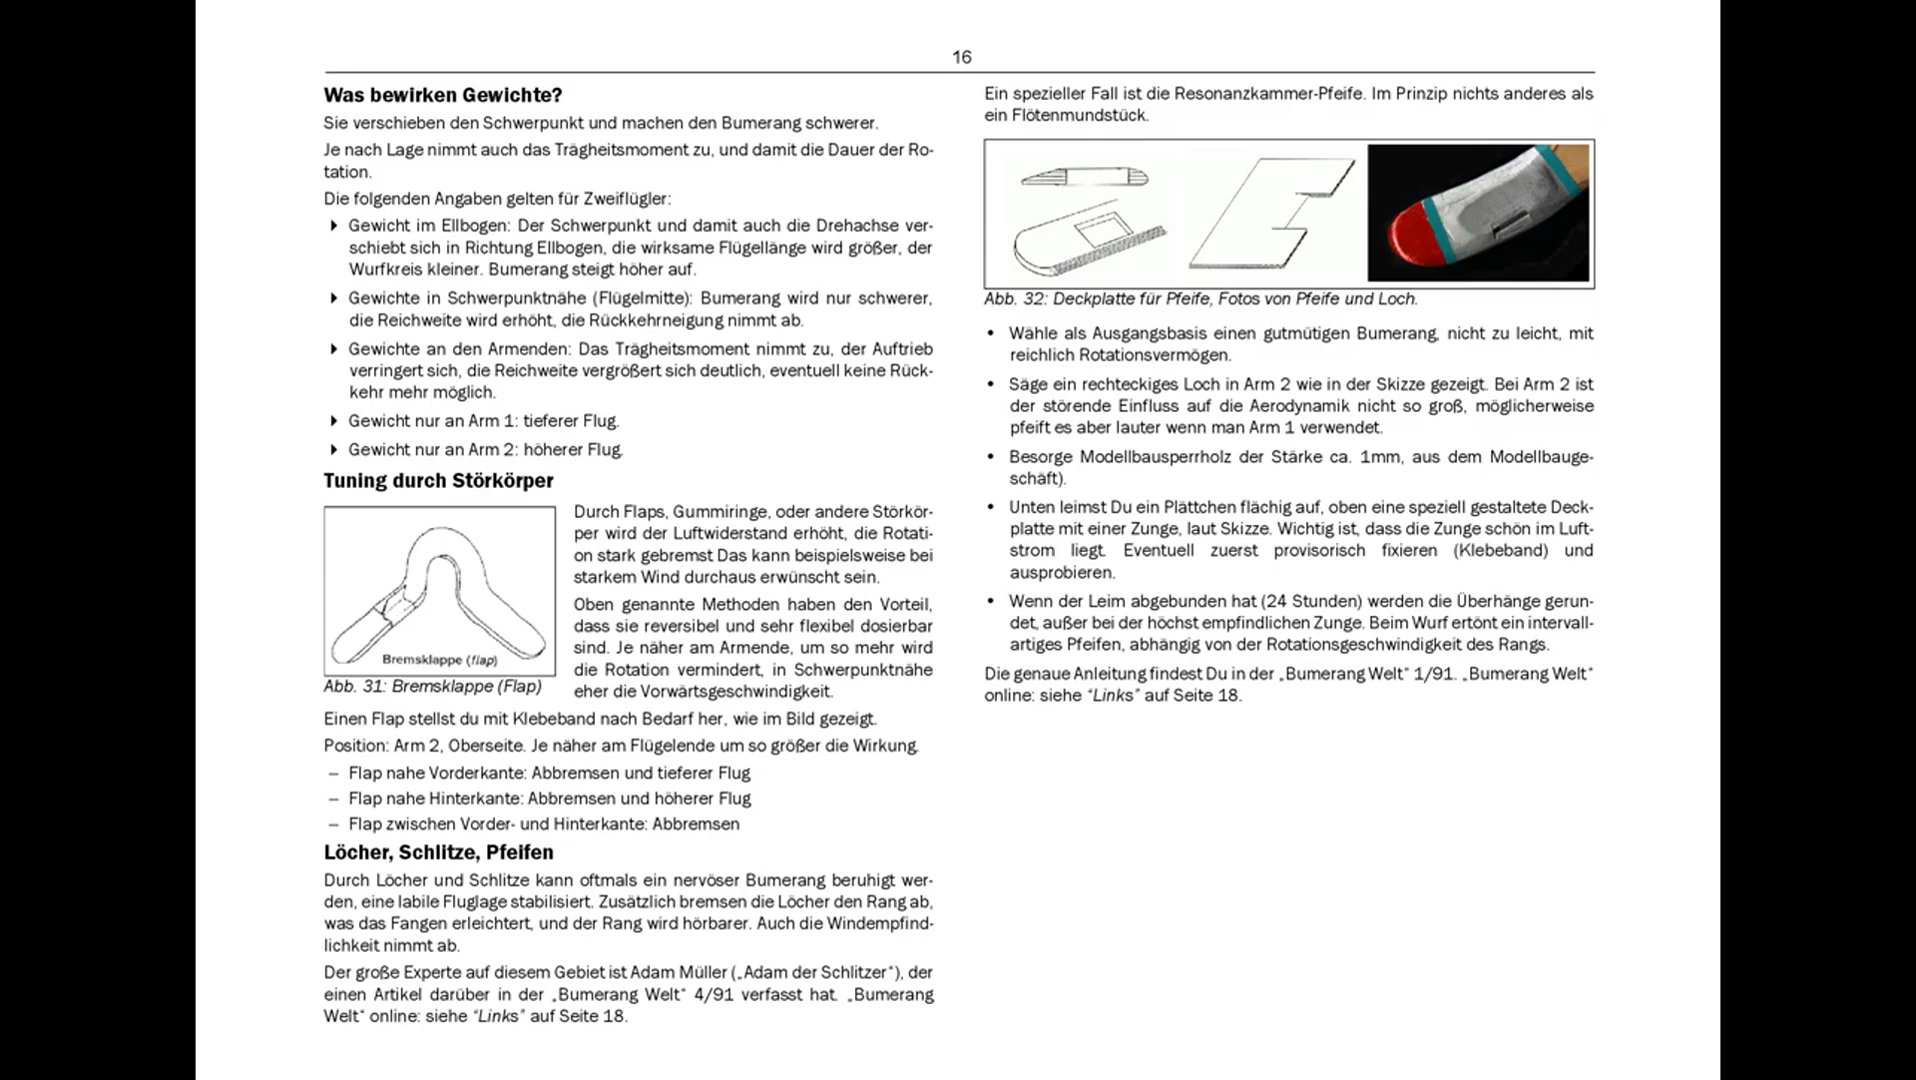 16
Was bewirken Gewichte?
Sie verschieben den Schwerpunkt und machen den Bumerang schwerer.
Je nach Lage nimmt auch das Trägheitsmoment zu, und damit die Dauer der Ro-
tation.
Die folgenden Angaben gelten für Zweiflügler:
Gewicht im Ellbogen: Der Schwerpunkt und damit auch die Drehachse ver-
schiebt sich in Richtung Ellbogen, die wirksame Flügellänge wird größer, der
Wurfkreis kleiner. Bumerang steigt höher auf.
Gewichte in Schwerpunktnähe (Flügelmitte): Bumerang wird nur schwerer,
die Reichweite wird erhöht, die Rückkehrneigung nimmt ab.
Gewichte an den Armenden: Das Trägheitsmoment nimmt zu, der Auftrieb
verringert sich, die Reichweite vergrößert sich deutlich, eventuell keine Rück-
kehr mehr möglich.
Gewicht nur an Arm 1: tieferer Flug.
Gewicht nur an Arm 2: höherer Flug.
Tuning durch Störkörper
Bremsklappe (flap)
Abb. 31: Bremsklappe (Flap)
Durch Flaps, Gummiringe, oder andere Störkör-
per wird der Luftwiderstand erhöht, die Rotati-
on stark gebremst Das kann beispielsweise bei
starkem Wind durchaus erwünscht sein.
Oben genannte Methoden haben den Vorteil,
dass sie reversibel und sehr flexibel dosierbar
sind. Je näher am Armende, um so mehr wird
die Rotation vermindert, in Schwerpunktnähe
eher die Vorwärtsgeschwindigkeit.
Einen Flap stellst du mit Klebeband nach Bedarf her, wie im Bild gezeigt.
Position: Arm 2, Oberseite. Je näher am Flügelende um so größer die Wirkung.
– Flap nahe Vorderkante: Abbremsen und tieferer Flug
– Flap nahe Hinterkante: Abbremsen und höherer Flug
– Flap zwischen Vorder- und Hinterkante: Abbremsen
Löcher, Schlitze, Pfeifen
Durch Löcher und Schlitze kann oftmals ein nervöser Bumerang beruhigt wer-
den, eine labile Fluglage stabilisiert. Zusätzlich bremsen die Löcher den Rang ab,
was das Fangen erleichtert, und der Rang wird hörbarer. Auch die Windempfind-
lichkeit nimmt ab.
Der große Experte auf diesem Gebiet ist Adam Müller („Adam der Schlitzer“), der
einen Artikel darüber in der „Bumerang Welt“ 4/91 verfasst hat. „Bumerang
Welt“ online: siehe “Links” auf Seite 18.
Ein spezieller Fall ist die Resonanzkammer-Pfeife. Im Prinzip nichts anderes als
ein Flötenmundstück.
Abb. 32: Deckplatte für Pfeife, Fotos von Pfeife und Loch.
• Wähle als Ausgangsbasis einen gutmütigen Bumerang, nicht zu leicht, mit
reichlich Rotationsvermögen.
• Säge ein rechteckiges Loch in Arm 2 wie in der Skizze gezeigt. Bei Arm 2 ist
der störende Einfluss auf die Aerodynamik nicht so groß, möglicherweise
pfeift es aber lauter wenn man Arm 1 verwendet.
• Besorge Modellbausperrholz der Stärke ca. 1mm, aus dem Modellbauge-
schäft).
• Unten leimst Du ein Plättchen flächig auf, oben eine speziell gestaltete Deck-
platte mit einer Zunge, laut Skizze. Wichtig ist, dass die Zunge schön im Luft-
strom liegt. Eventuell zuerst provisorisch fixieren (Klebeband) und
ausprobieren.
• Wenn der Leim abgebunden hat (24 Stunden) werden die Überhänge gerun-
det, außer bei der höchst empfindlichen Zunge. Beim Wurf ertönt ein intervall-
artiges Pfeifen, abhängig von der Rotationsgeschwindigkeit des Rangs.
Die genaue Anleitung findest Du in der „Bumerang Welt“ 1/91. „Bumerang Welt“
online: siehe “Links” auf Seite 18.